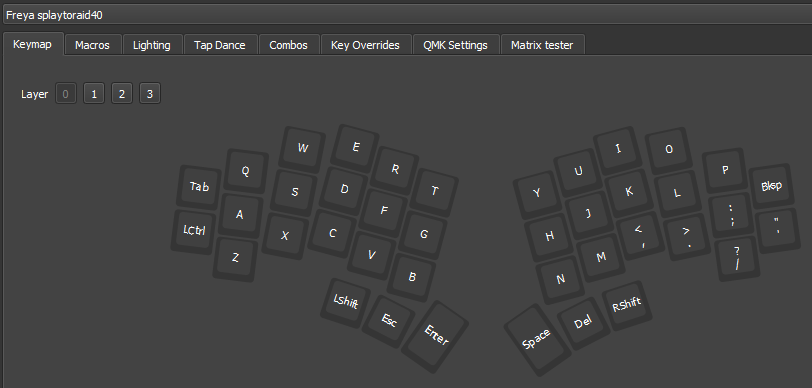 Freya splaytoraid40
Keymap Macros Lighting Tap Dance Combos Key Overrides QMK Settings Matrix tester
Layer 0 1 2 3
Tab Q W E R T Y U I O P Bksp
LCtrl A S D F G H J K L : ; " '
Z X C V B N M < , > . ? /
LShift Esc Enter Space Del RShift